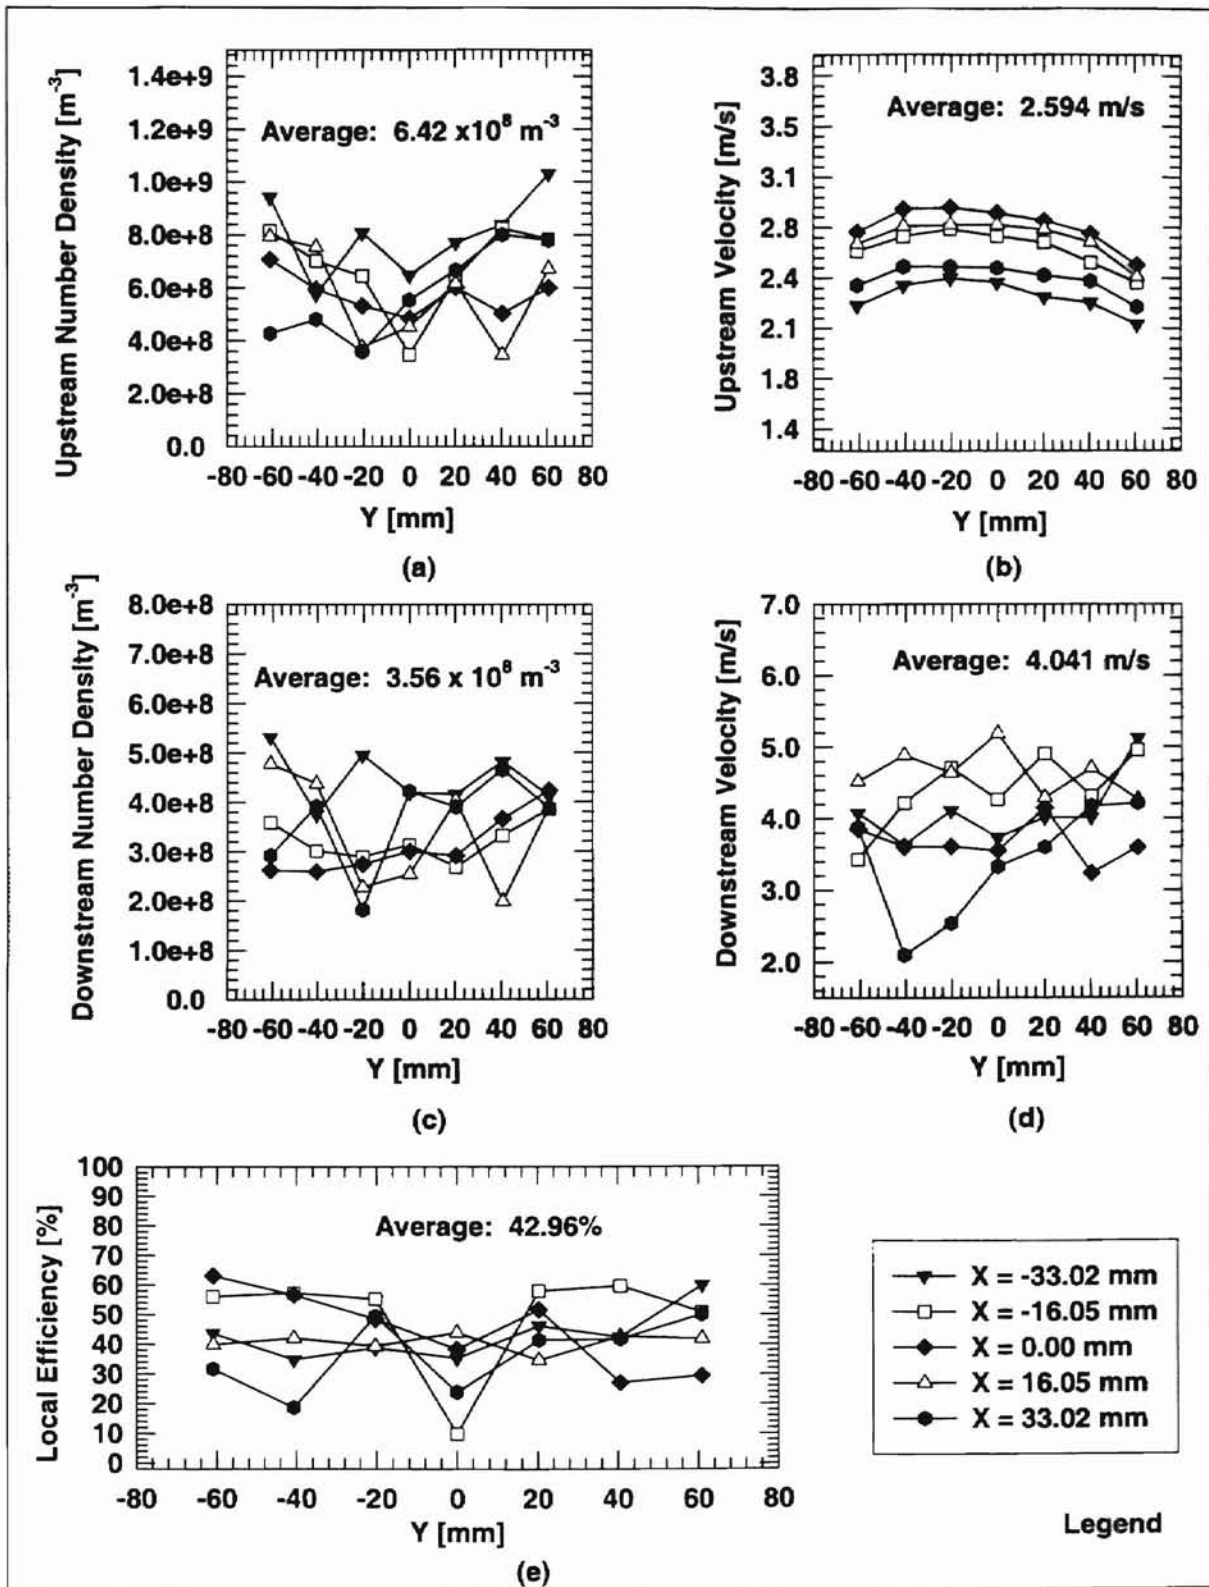 Upstream Number Density [m-3]
1.4e+9
1.2e+9
1.0e+9
8.0e+8
6.0e+8
4.0e+8
2.0e+8
0.0
Average: 6.42 x10^8 m^-3
-80 -60 -40 -20 0 20 40 60 80
Y [mm]
(a)
Upstream Velocity [m/s]
3.8
3.5
3.1
2.8
2.4
2.1
1.8
1.4
Average: 2.594 m/s
-80 -60 -40 -20 0 20 40 60 80
Y [mm]
(b)
Downstream Number Density [m-3]
8.0e+8
7.0e+8
6.0e+8
5.0e+8
4.0e+8
3.0e+8
2.0e+8
1.0e+8
0.0
Average: 3.56 x 10^8 m^-3
-80 -60 -40 -20 0 20 40 60 80
Y [mm]
(c)
Downstream Velocity [m/s]
7.0
6.0
5.0
4.0
3.0
2.0
Average: 4.041 m/s
-80 -60 -40 -20 0 20 40 60 80
Y [mm]
(d)
Local Efficiency [%]
100
90
80
70
60
50
40
30
20
10
0
Average: 42.96%
-80 -60 -40 -20 0 20 40 60 80
Y [mm]
(e)
X = -33.02 mm
X = -16.05 mm
X = 0.00 mm
X = 16.05 mm
X = 33.02 mm
Legend